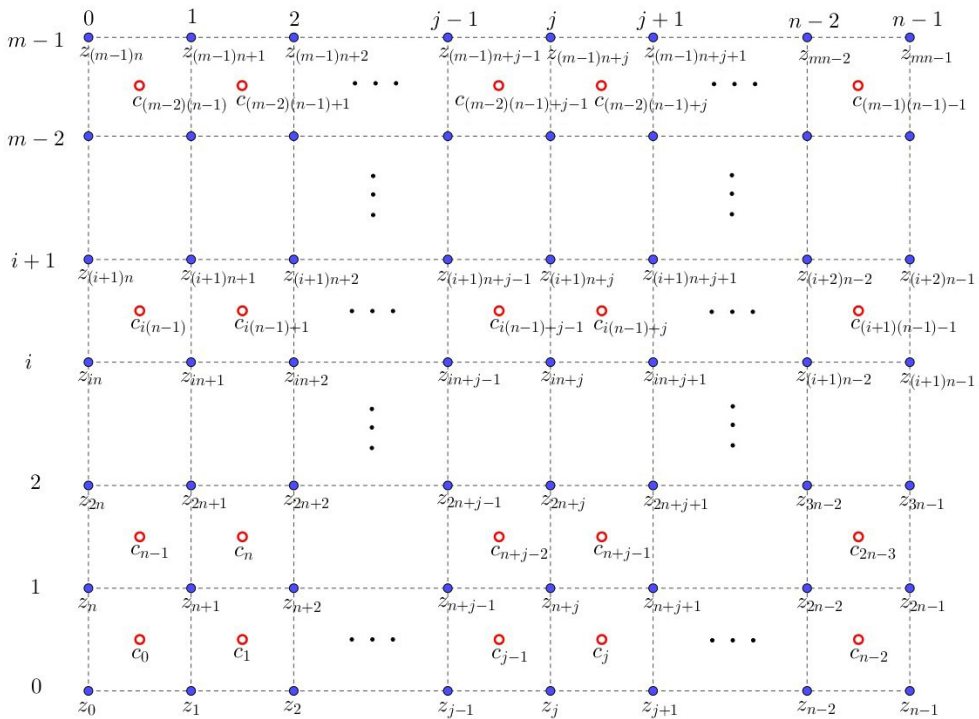 0 1 2 j − 1 j j + 1 n − 2 n − 1
m − 1
z_{(m−1)n} z_{(m−1)n+1} z_{(m−1)n+2} z_{(m−1)n+j−1} z_{(m−1)n+j} z_{(m−1)n+j+1} z_{mn−2} z_{mn−1}
c_{(m−2)(n−1)} c_{(m−2)(n−1)+1} c_{(m−2)(n−1)+j−1} c_{(m−2)(n−1)+j} c_{(m−1)(n−1)−1}
m − 2
i + 1
z_{(i+1)n} z_{(i+1)n+1} z_{(i+1)n+2} z_{(i+1)n+j−1} z_{(i+1)n+j} z_{(i+1)n+j+1} z_{(i+2)n−2} z_{(i+2)n−1}
c_{i(n−1)} c_{i(n−1)+1} c_{i(n−1)+j−1} c_{i(n−1)+j} c_{(i+1)(n−1)−1}
i
z_{in} z_{in+1} z_{in+2} z_{in+j−1} z_{in+j} z_{in+j+1} z_{(i+1)n−2} z_{(i+1)n−1}
2
z_{2n} z_{2n+1} z_{2n+2} z_{2n+j−1} z_{2n+j} z_{2n+j+1} z_{3n−2} z_{3n−1}
c_{n−1} c_n c_{n+j−2} c_{n+j−1} c_{2n−3}
1
z_n z_{n+1} z_{n+2} z_{n+j−1} z_{n+j} z_{n+j+1} z_{2n−2} z_{2n−1}
c_0 c_1 c_{j−1} c_j c_{n−2}
0
z_0 z_1 z_2 z_{j−1} z_j z_{j+1} z_{n−2} z_{n−1}